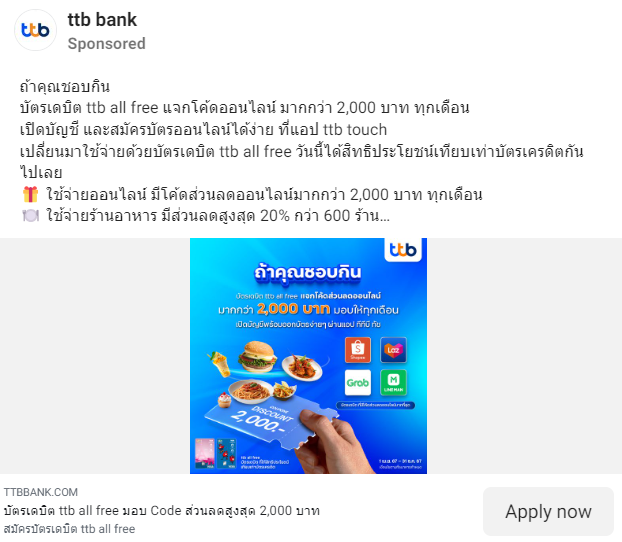 ttb
ttb bank
Sponsored
ถ้าคุณชอบกิน
บัตรเดบิต ttb all free แจกโค้ดออนไลน์ มากกว่า 2,000 บาท ทุกเดือน
เปิดบัญชี และสมัครบัตรออนไลน์ได้ง่าย ที่แอป ttb touch
เปลี่ยนมาใช้จ่ายด้วยบัตรเดบิต ttb all free วันนี้ได้สิทธิประโยชน์เทียบเท่าบัตรเครดิตกัน
ไปเลย
🎁 ใช้จ่ายออนไลน์ มีโค้ดส่วนลดออนไลน์มากกว่า 2,000 บาท ทุกเดือน
🍽️ ใช้จ่ายร้านอาหาร มีส่วนลดสูงสุด 20% กว่า 600 ร้าน...
ttb
ถ้าคุณชอบกิน
บัตรเดบิต ttb all free แจกโค้ดส่วนลดออนไลน์
มากกว่า 2,000 บาท มอบให้ทุกเดือน
เปิดบัญชีพร้อมออกบัตรง่ายๆ ผ่านแอป ทีทีบี ทัช
Shopee
Laz
Grab
LINE MAN
DISCOUNT
2,000.-
ttb all free
TTBBANK.COM
บัตรเดบิต ttb all free มอบ Code ส่วนลดสูงสุด 2,000 บาท
สมัครบัตรเดบิต ttb all free
Apply now